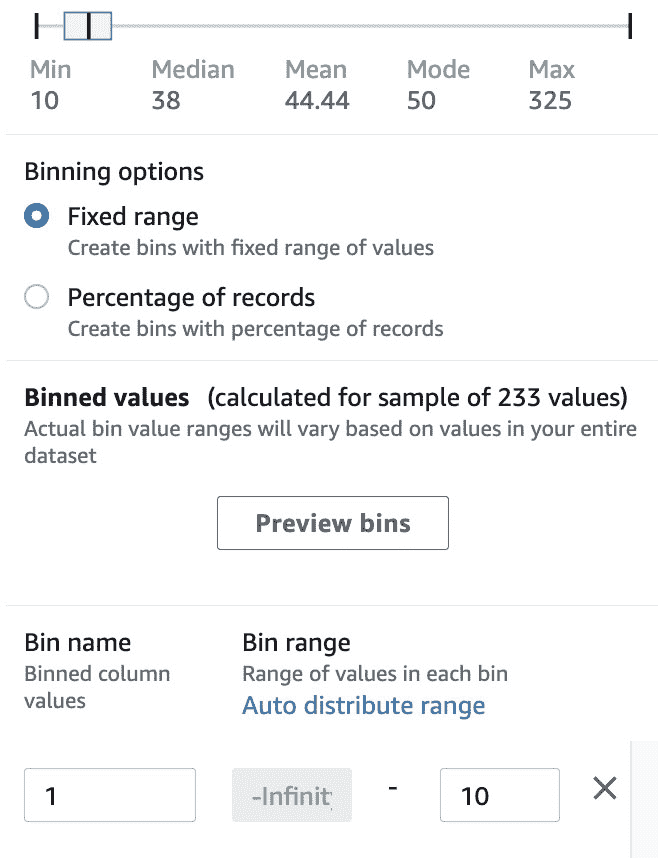 Min Median Mean Mode Max
10 38 44.44 50 325
Binning options
Fixed range
Create bins with fixed range of values
Percentage of records
Create bins with percentage of records
Binned values (calculated for sample of 233 values)
Actual bin value ranges will vary based on values in your entire
dataset
Preview bins
Bin name Bin range
Binned column Range of values in each bin
values Auto distribute range
1 -Infinit - 10